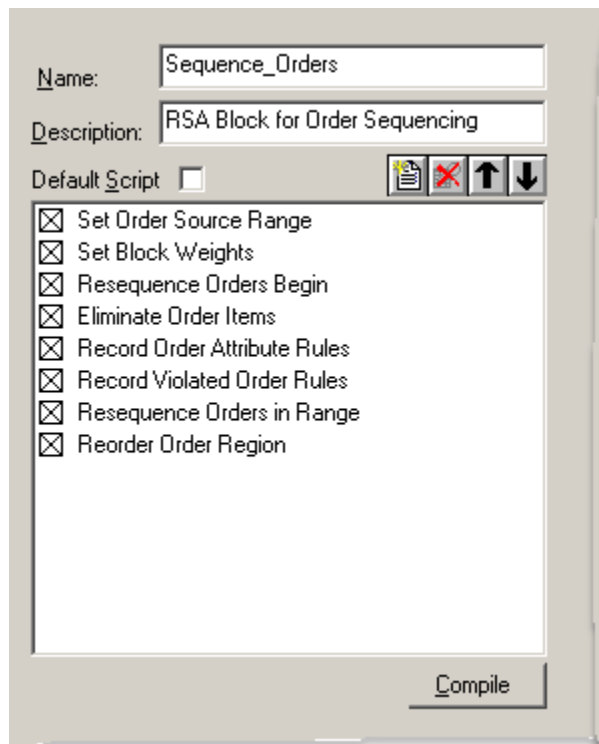 Name: Sequence_Orders
Description: RSA Block for Order Sequencing
Default Script
Set Order Source Range
Set Block Weights
Resequence Orders Begin
Eliminate Order Items
Record Order Attribute Rules
Record Violated Order Rules
Resequence Orders in Range
Reorder Order Region
Compile